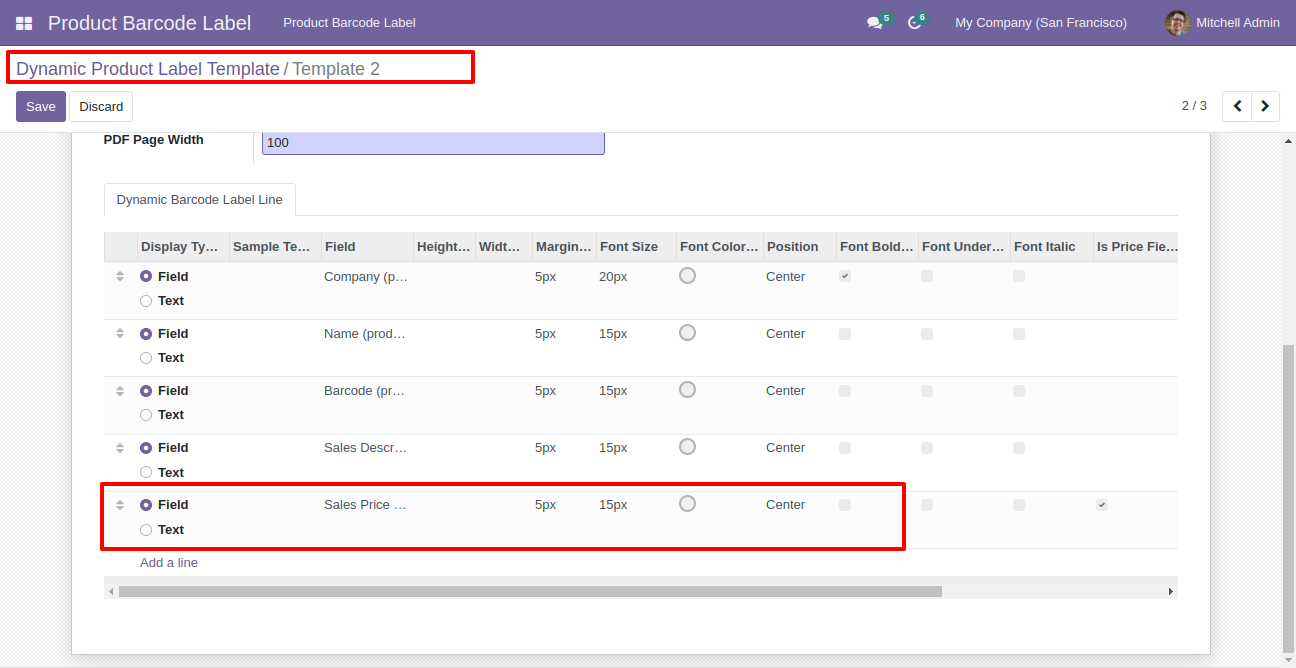 Product Barcode Label Product Barcode Label 5 6 My Company (San Francisco) Mitchell Admin
Dynamic Product Label Template / Template 2
Save Discard 2 / 3
PDF Page Width 100
Dynamic Barcode Label Line
Display Ty... Sample Te... Field Height... Widt... Margin... Font Size Font Color... Position Font Bold... Font Under... Font Italic Is Price Fie...
Field Company (p... 5px 20px Center
Text
Field Name (prod... 5px 15px Center
Text
Field Barcode (pr... 5px 15px Center
Text
Field Sales Descr... 5px 15px Center
Text
Field Sales Price ... 5px 15px Center
Text
Add a line